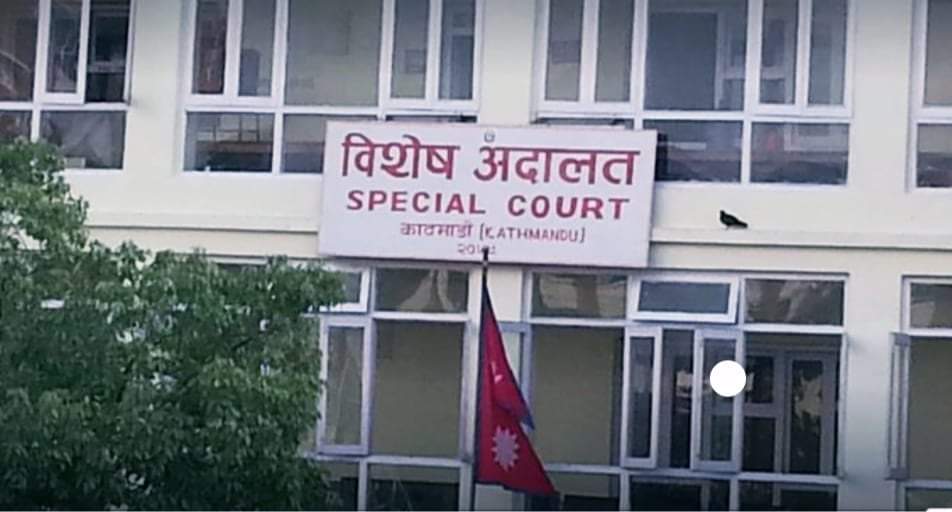 विशेष अदालत
SPECIAL COURT
काठमाडौं (KATHMANDU)